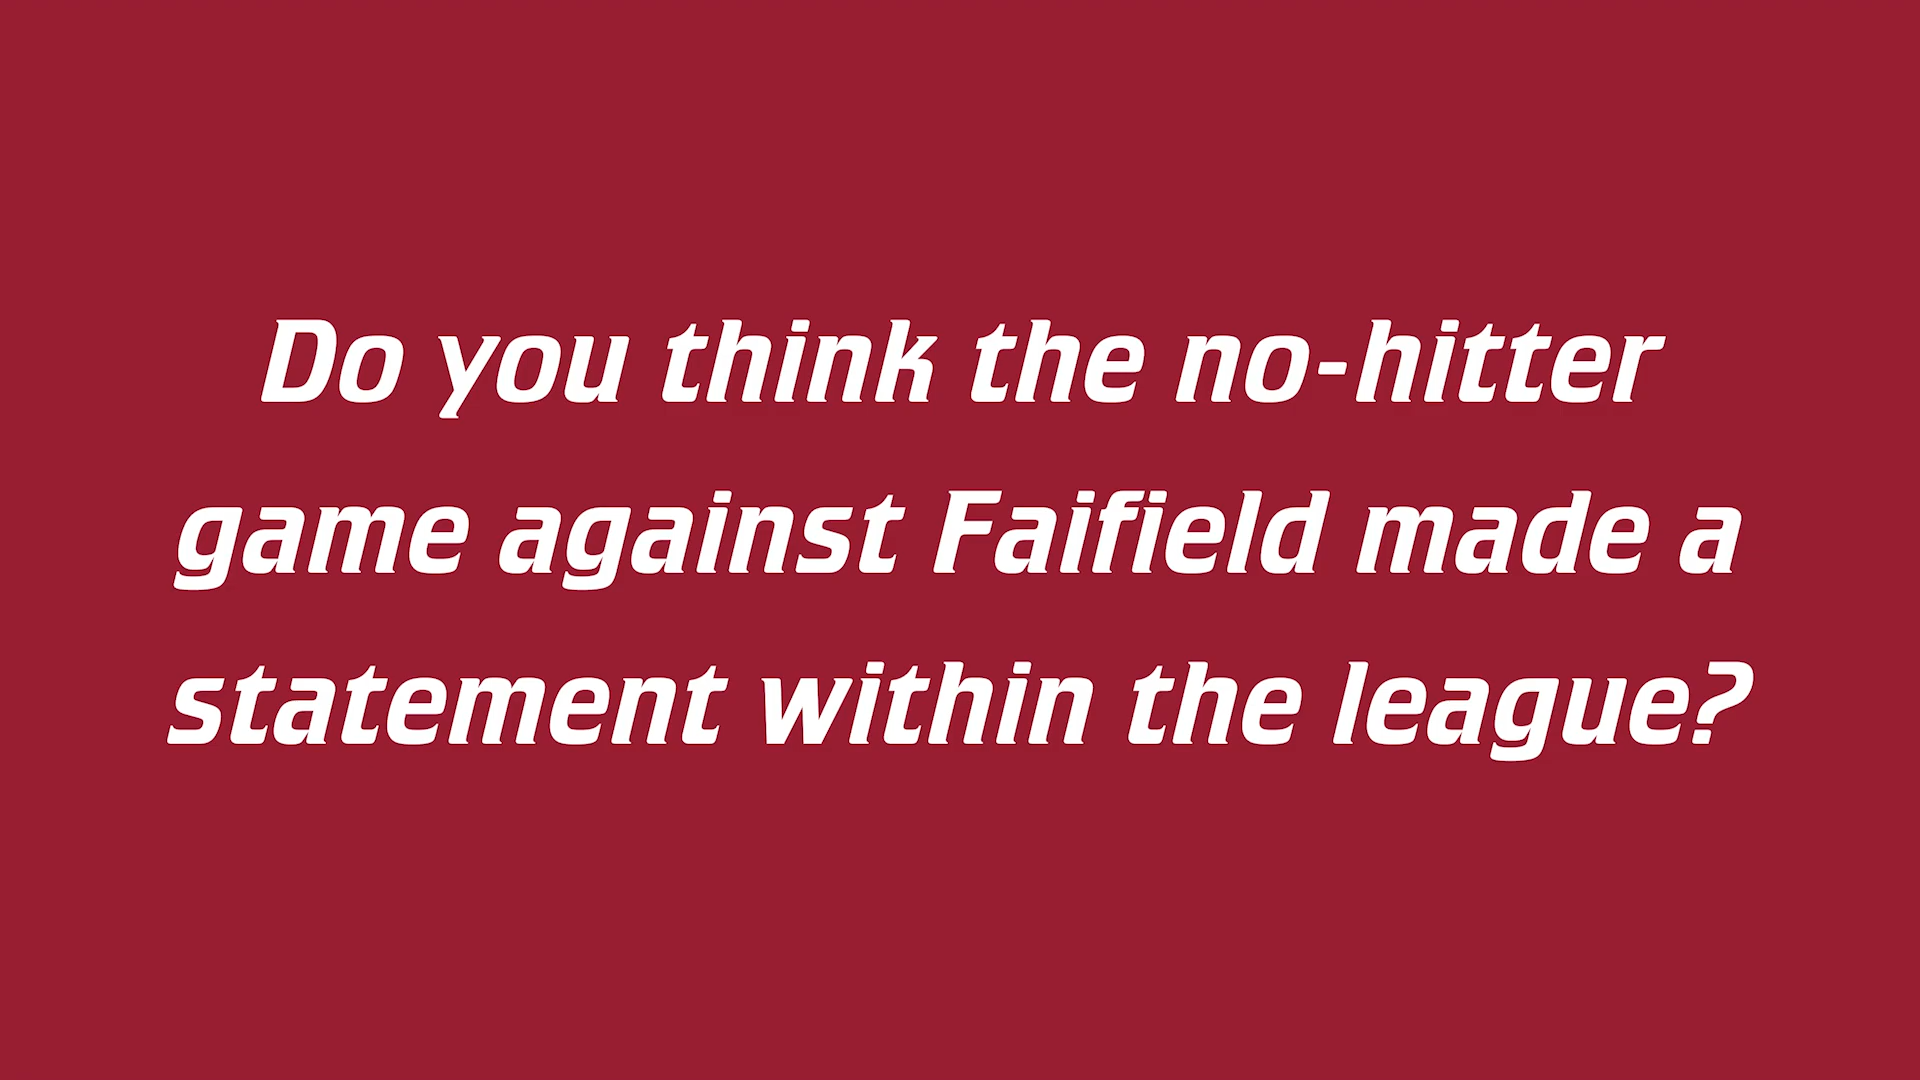 Do you think the no-hitter
game against Faifield made a
statement within the league?